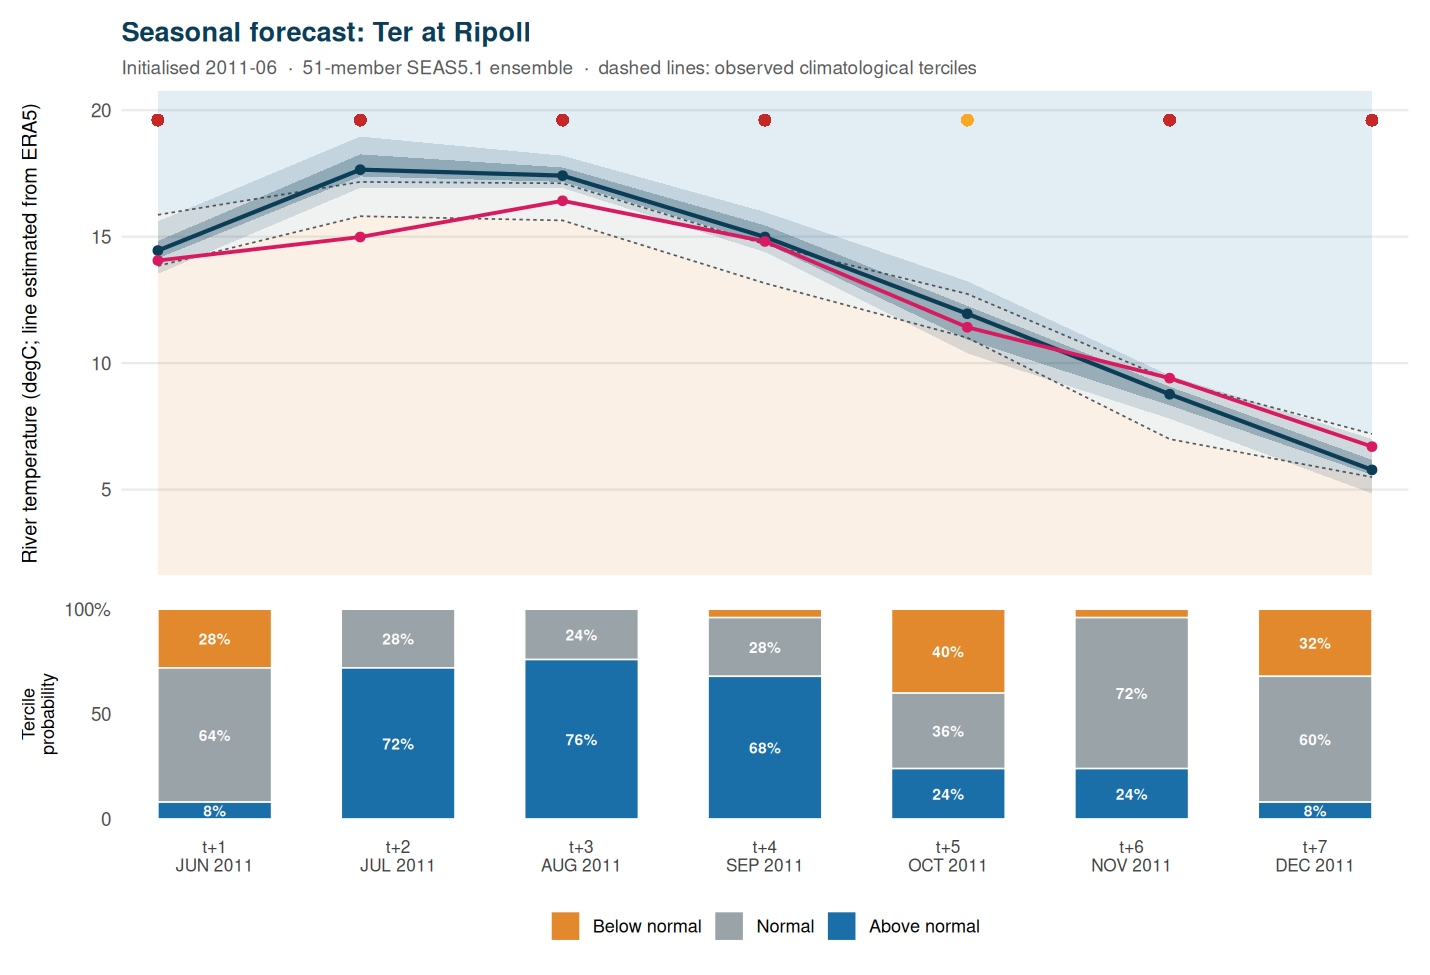 Seasonal forecast: Ter at Ripoll
Initialised 2011-06 · 51-member SEAS5.1 ensemble · dashed lines: observed climatological terciles
River temperature (degC; line estimated from ERA5)
20
15
10
5
Tercile
probability
100%
50
0
28%
64%
8%
28%
72%
24%
76%
28%
68%
40%
36%
24%
72%
24%
32%
60%
8%
t+1
JUN 2011
t+2
JUL 2011
t+3
AUG 2011
t+4
SEP 2011
t+5
OCT 2011
t+6
NOV 2011
t+7
DEC 2011
Below normal
Normal
Above normal